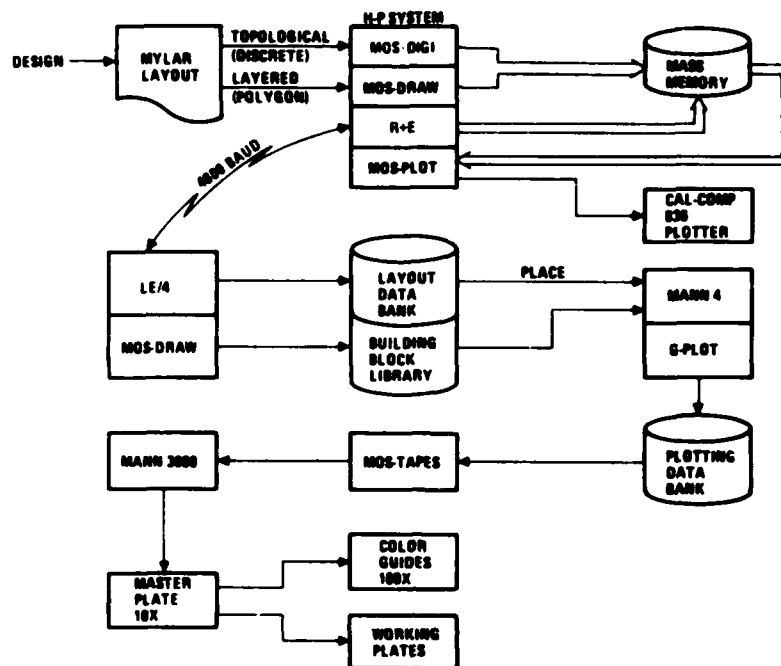 H-P SYSTEM
DESIGN
MYLAR
LAYOUT
TOPOLOGICAL
(DISCRETE)
LAYERED
(POLYGON)
MOS-DIGI
MOS-DRAW
R+E
MOS-PLOT
MASS
MEMORY
4800 BAUD
CAL-COMP
PLOTTER
LE/4
MOS-DRAW
LAYOUT
DATA
BANK
BUILDING
BLOCK
LIBRARY
PLACE
MANN 4
G-PLOT
MANN 3000
MOS-TAPES
PLOTTING
DATA
BANK
MASTER
PLATE
10X
COLOR
GUIDES
100X
WORKING
PLATES